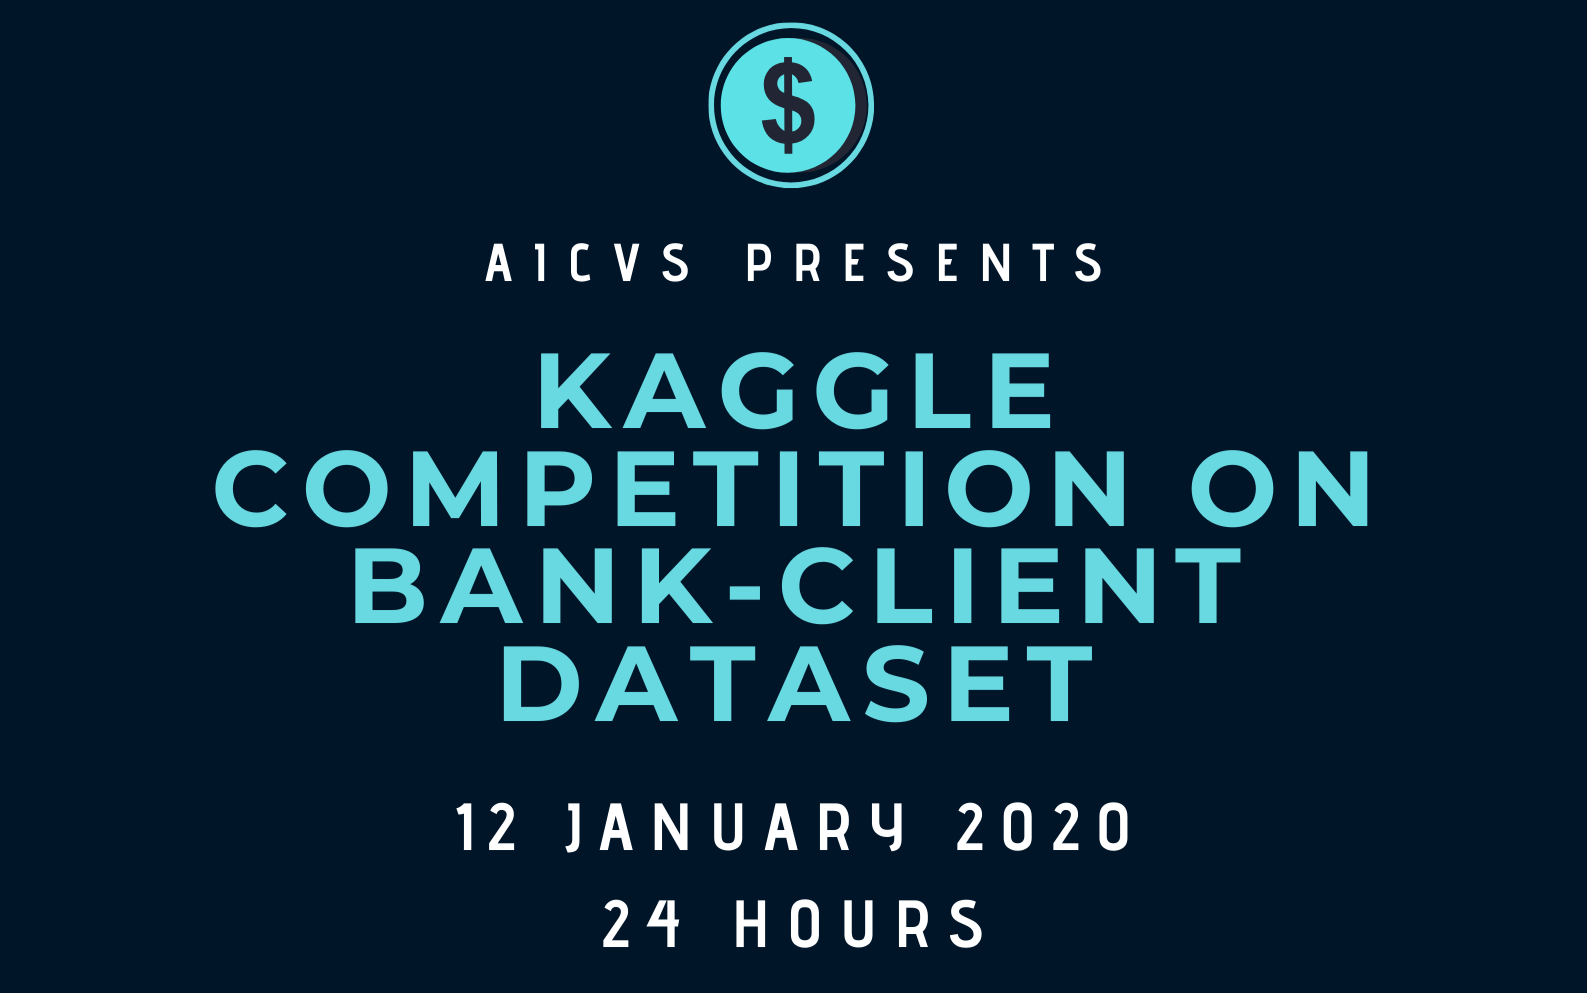 $
AICVS PRESENTS
KAGGLE
COMPETITION ON
BANK-CLIENT
DATASET
12 JANUARY 2020
24 HOURS